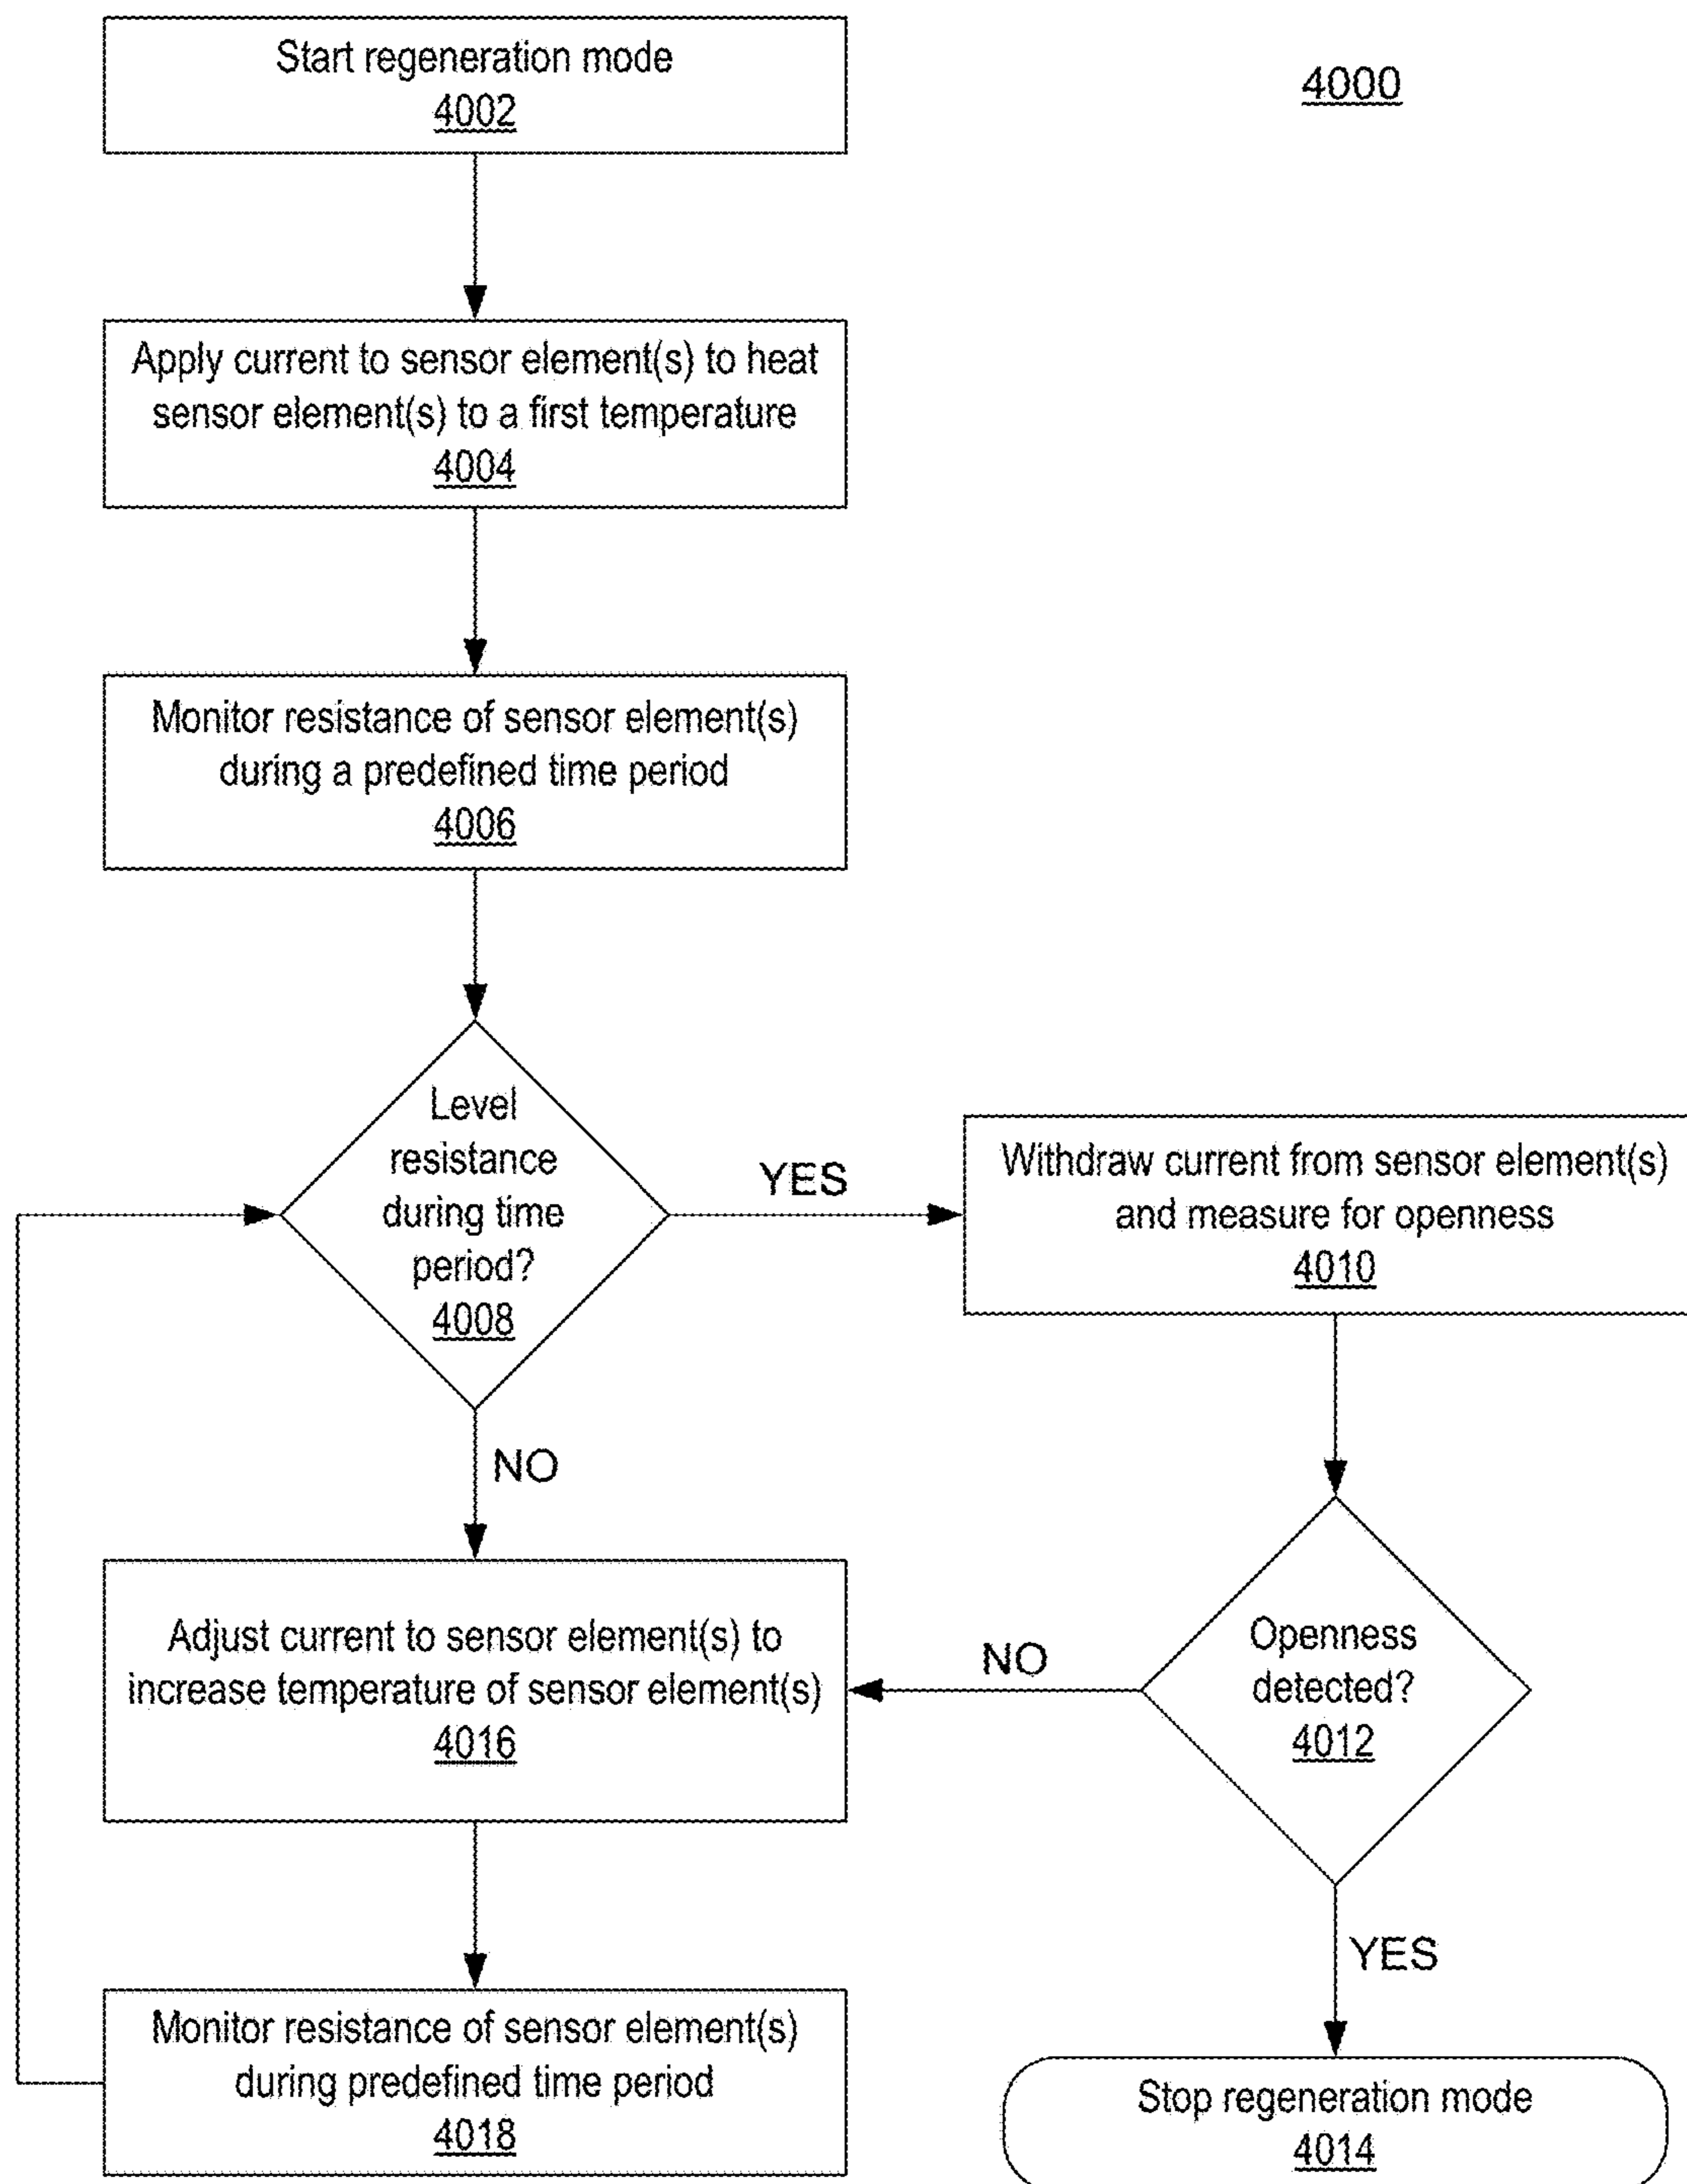 Start regeneration mode
4002
4000
Apply current to sensor element(s) to heat
sensor element(s) to a first temperature
4004
Monitor resistance of sensor element(s)
during a predefined time period
4006
Level
resistance
during time
period?
4008
YES
Withdraw current from sensor element(s)
and measure for openness
4010
NO
Adjust current to sensor element(s) to
increase temperature of sensor element(s)
4016
NO
Openness
detected?
4012
YES
Monitor resistance of sensor element(s)
during predefined time period
4018
Stop regeneration mode
4014